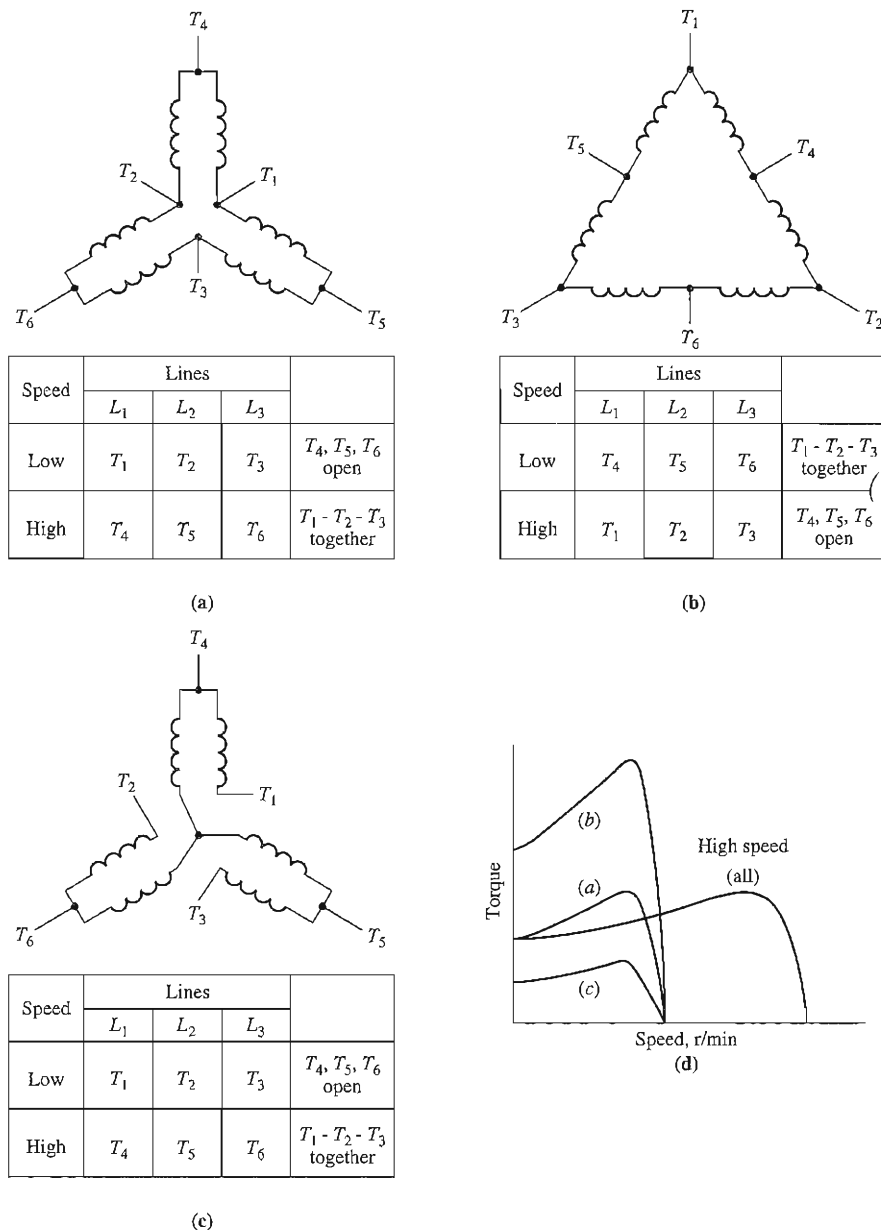 T4
T2
T1
T3
T6
T5
Speed
Lines
L1 L2 L3
Low T1 T2 T3 T4, T5, T6 open
High T4 T5 T6 T1 - T2 - T3 together
(a)
T1
T5
T4
T3
T6
T2
Speed
Lines
L1 L2 L3
Low T4 T5 T6 T1 - T2 - T3 together
High T1 T2 T3 T4, T5, T6 open
(b)
T4
T2
T1
T3
T6
T5
Speed
Lines
L1 L2 L3
Low T1 T2 T3 T4, T5, T6 open
High T4 T5 T6 T1 - T2 - T3 together
(c)
Torque
(b)
High speed
(a)
(all)
(c)
Speed, r/min
(d)